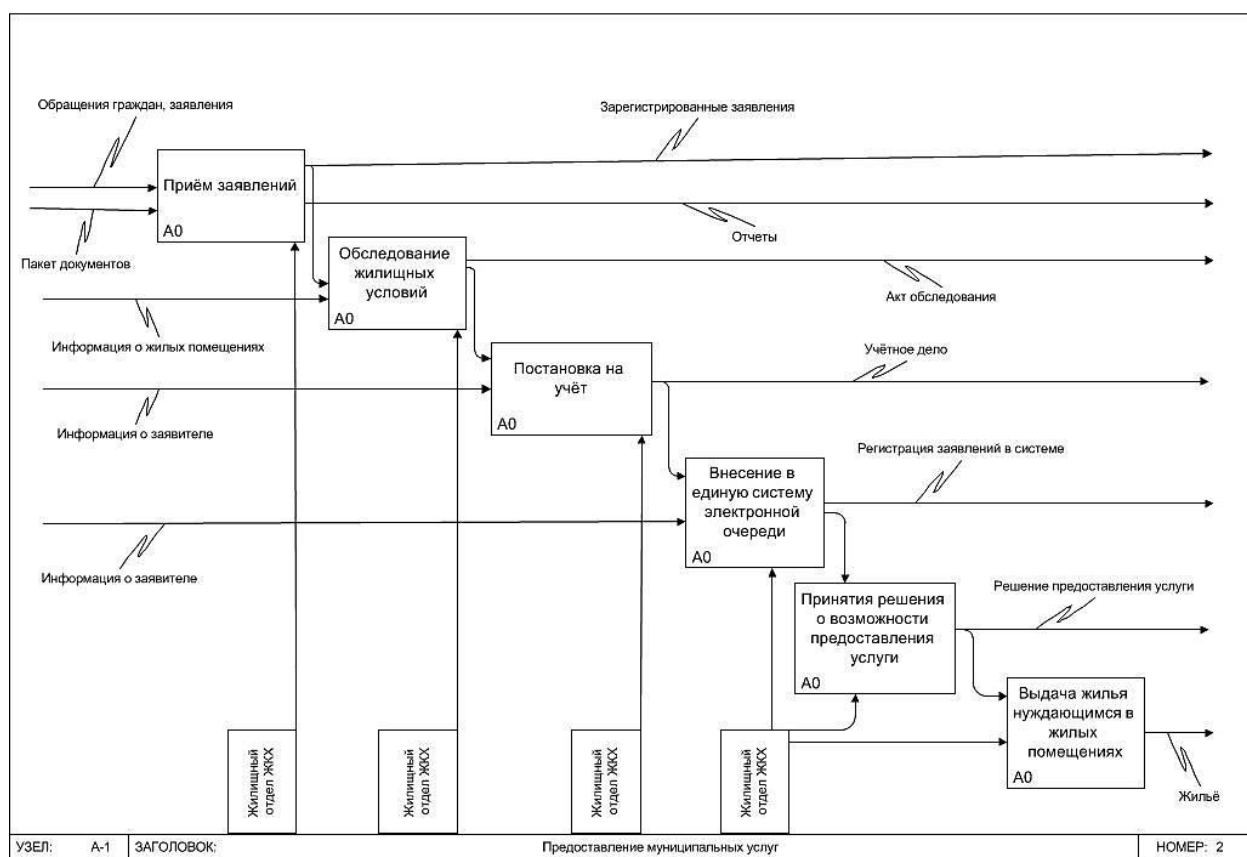 Обращения граждан, заявления
Зарегистрированные заявления
Приём заявлений
A0
Пакет документов
Отчеты
Обследование
жилищных
условий
A0
Акт обследования
Информация о жилых помещениях
Учётное дело
Постановка на
учёт
A0
Информация о заявителе
Регистрация заявлений в системе
Внесение в
единую систему
электронной
очереди
A0
Информация о заявителе
Решение предоставления услуги
Принятия решения
о возможности
предоставления
услуги
A0
Выдача жилья
нуждающимся в
жилых
помещениях
A0
Жильё
Жилищный
отдел ЖКХ
Жилищный
отдел ЖКХ
Жилищный
отдел ЖКХ
Жилищный
отдел ЖКХ
УЗЕЛ: A-1 ЗАГОЛОВОК: Предоставление муниципальных услуг НОМЕР: 2